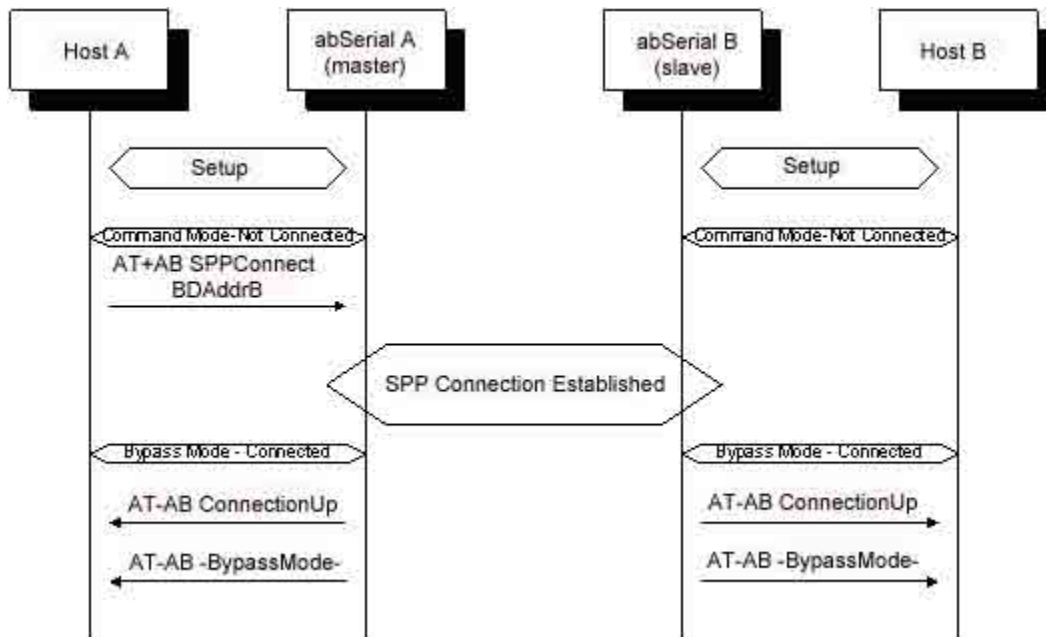 Host A
abSerial A
(master)
abSerial B
(slave)
Host B
Setup
Setup
Command Mode-Not Connected
Command Mode-Not Connected
AT+AB SPPConnect
BDAddrB
SPP Connection Established
Bypass Mode - Connected
Bypass Mode - Connected
AT-AB ConnectionUp
AT-AB ConnectionUp
AT-AB -BypassMode-
AT-AB -BypassMode-